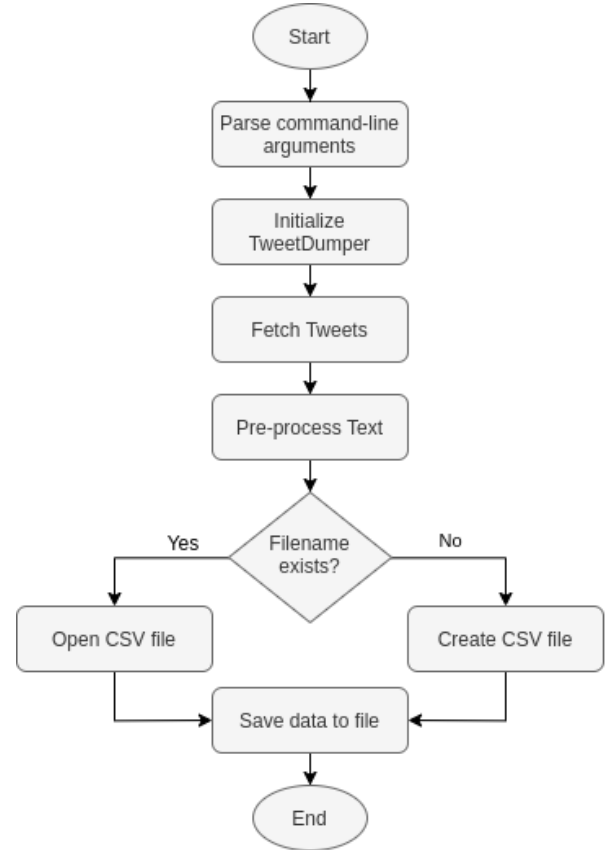 Start
Parse command-line
arguments
Initialize
TweetDumper
Fetch Tweets
Pre-process Text
Filename
exists?
Yes
No
Open CSV file
Create CSV file
Save data to file
End